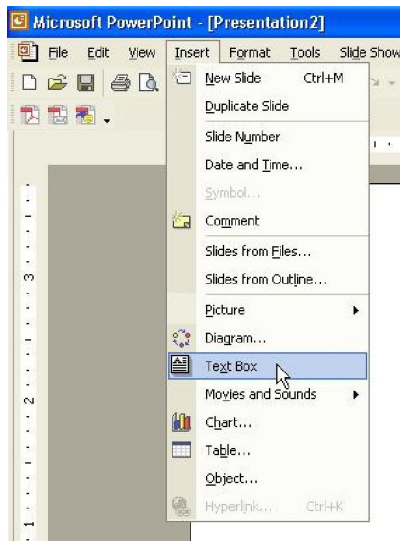 Microsoft PowerPoint - [Presentation2]
File Edit View Insert Format Tools Slide Show
New Slide Ctrl+M
Duplicate Slide
Slide Number
Date and Time...
Symbol...
Comment
Slides from Files...
Slides from Outline...
Picture
Diagram...
Text Box
Movies and Sounds
Chart...
Table...
Object...
Hyperlink... Ctrl+K
3
2
1